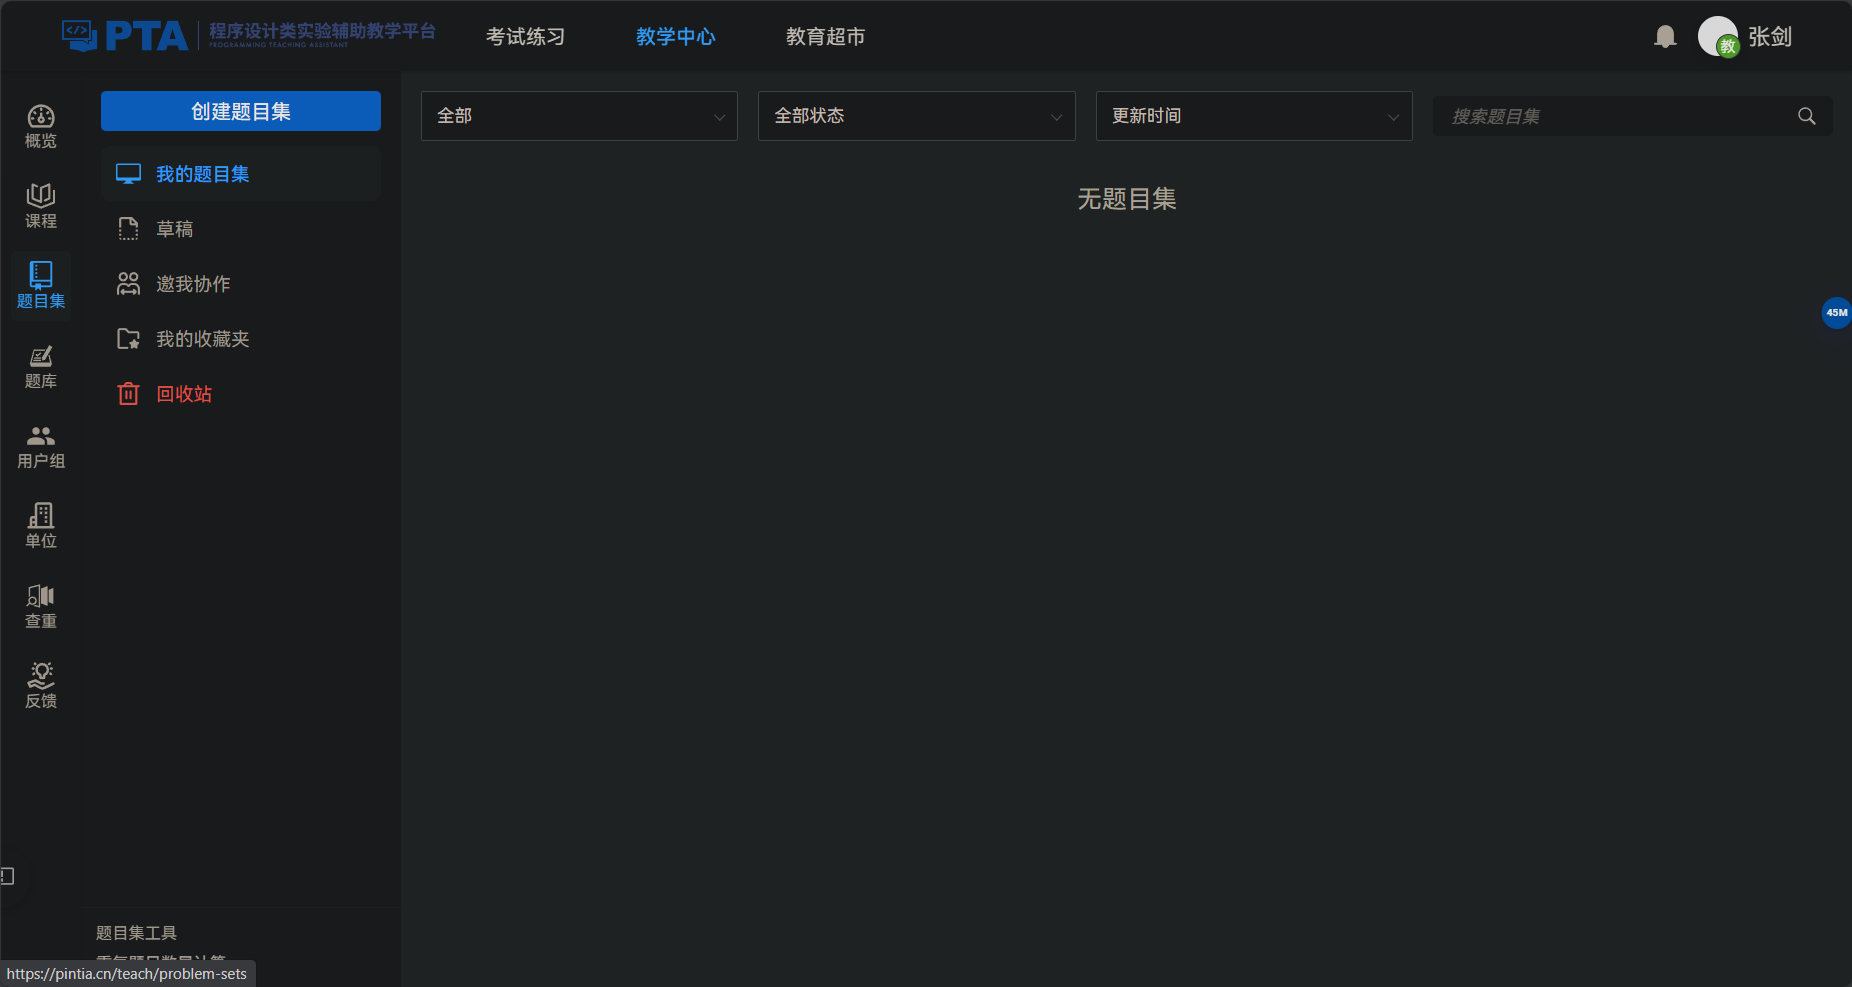 PTA
程序设计类实验辅助教学平台
PROGRAMMING TEACHING ASSISTANT
考试练习
教学中心
教育超市
教
张剑
概览
课程
题目集
题库
用户组
单位
查重
反馈
创建题目集
我的题目集
草稿
邀我协作
我的收藏夹
回收站
全部
全部状态
更新时间
搜索题目集
无题目集
45M
题目集工具
https://pintia.cn/teach/problem-sets